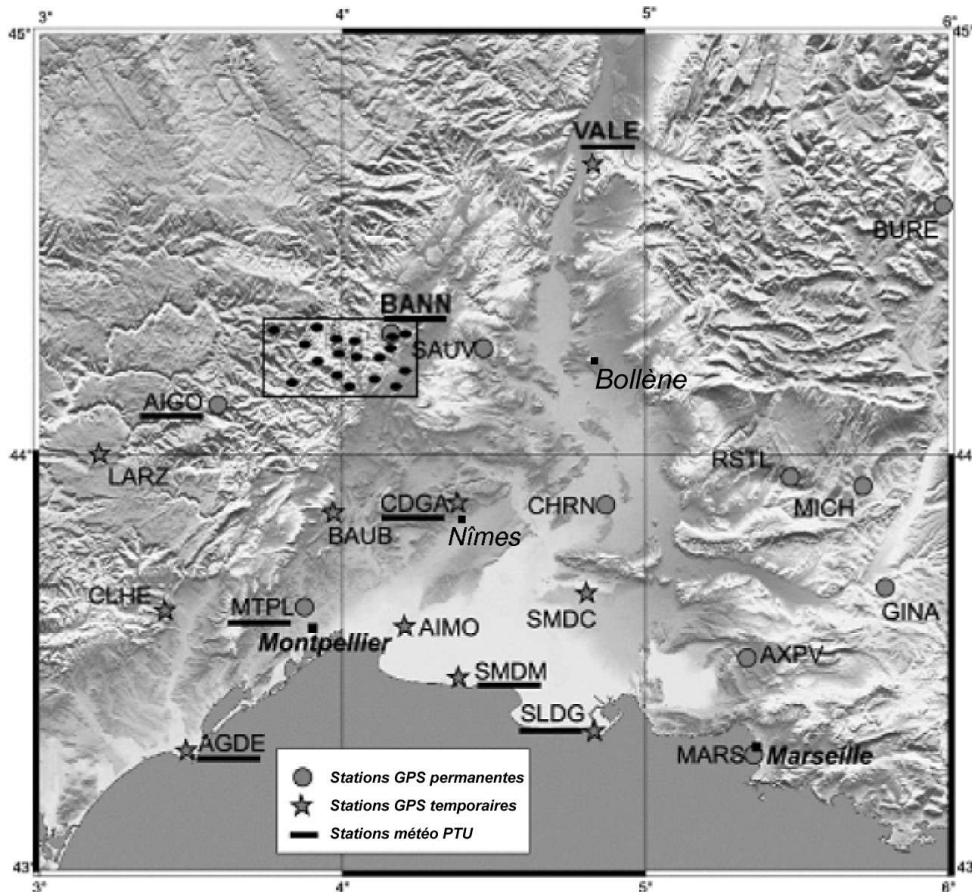 3°
4°
5°
6°
45°
45°
VALE
BURE
BANN
SAUV
Bollène
AIGO
44°
44°
LARZ
RSTL
MICH
CDGA
CHRN
BAUB
Nîmes
CLHE
MTPL
SMDC
GINA
Montpellier
AIMO
AXPV
SMDM
SLDG
AGDE
MARS
Marseille
Stations GPS permanentes
Stations GPS temporaires
Stations météo PTU
43°
43°
3°
4°
5°
6°